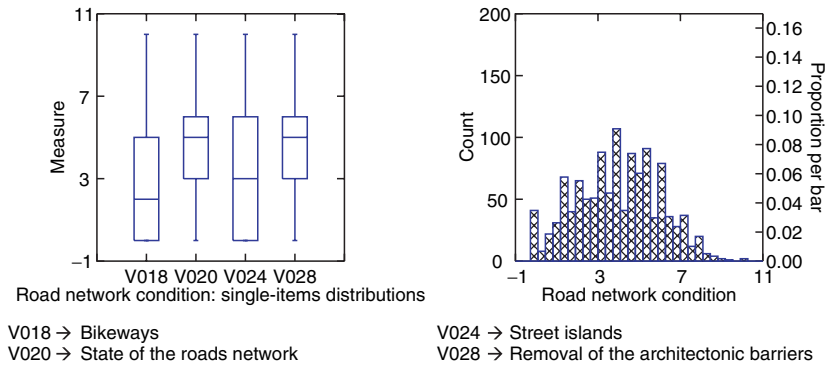 11
7
3
−1
Measure
V018 V020 V024 V028
Road network condition: single-items distributions
200
150
100
50
0
Count
0.16
0.14
0.12
0.10
0.08
0.06
0.04
0.02
0.00
Proportion per bar
−1 3 7 11
Road network condition
V018 → Bikeways
V020 → State of the roads network
V024 → Street islands
V028 → Removal of the architectonic barriers